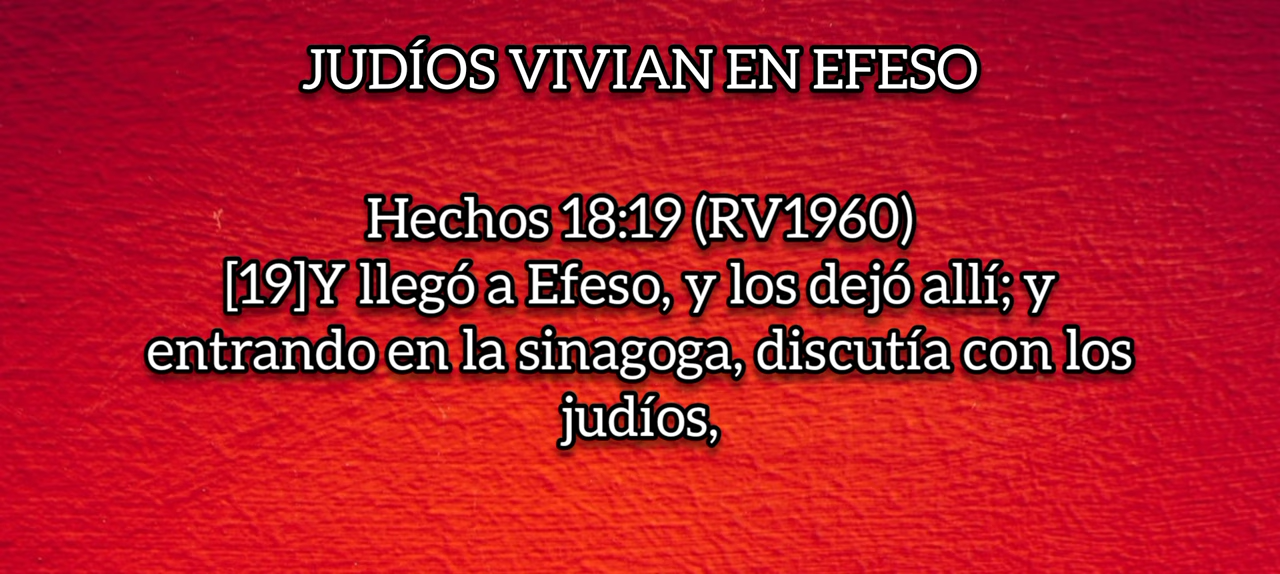 JUDÍOS VIVIAN EN EFESO
Hechos 18:19 (RV1960)
[19]Y llegó a Efeso, y los dejó allí; y
entrando en la sinagoga, discutía con los
judíos,